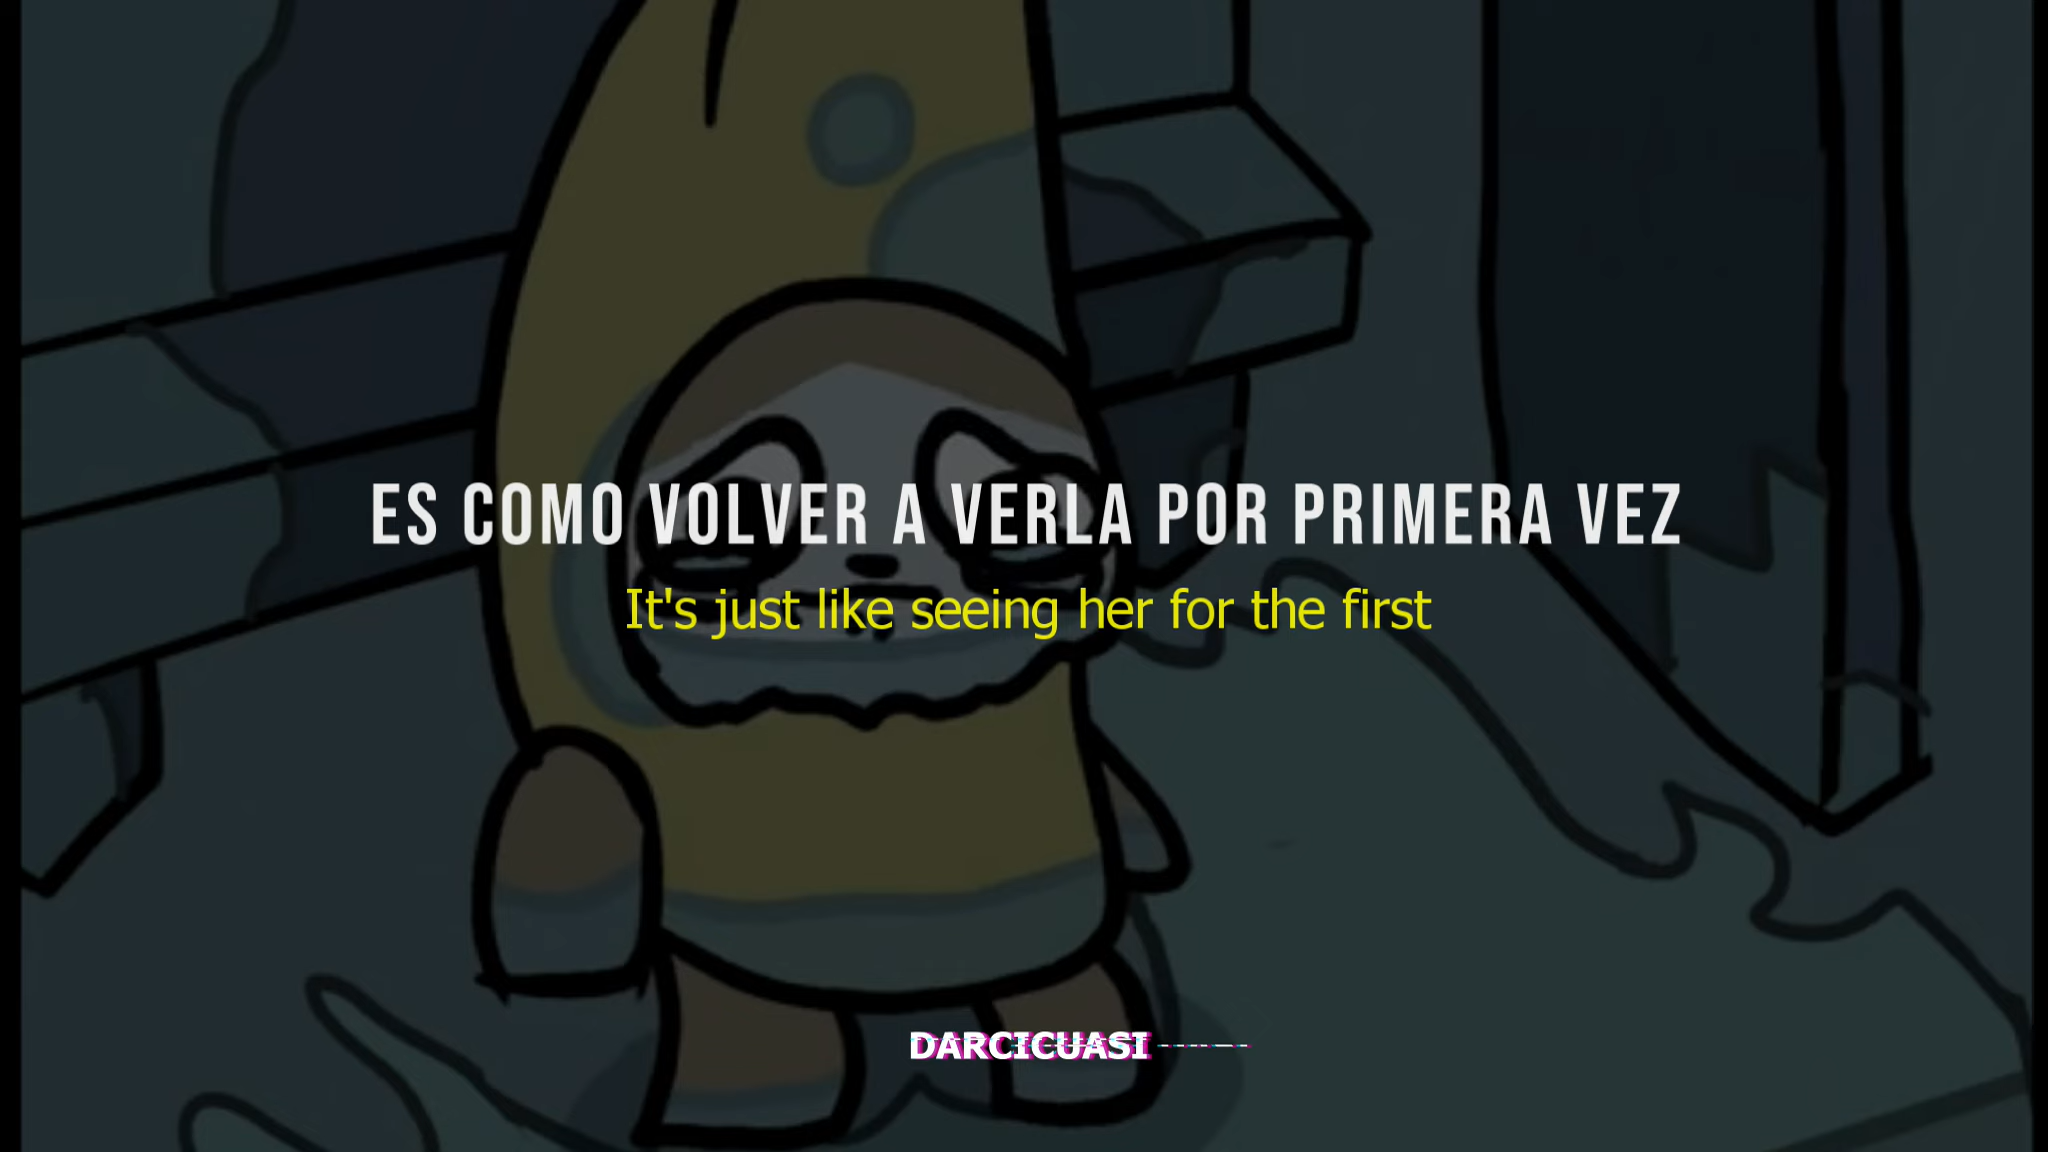 ES COMO VOLVER A VERLA POR PRIMERA VEZ
It's just like seeing her for the first
DARCICUASI